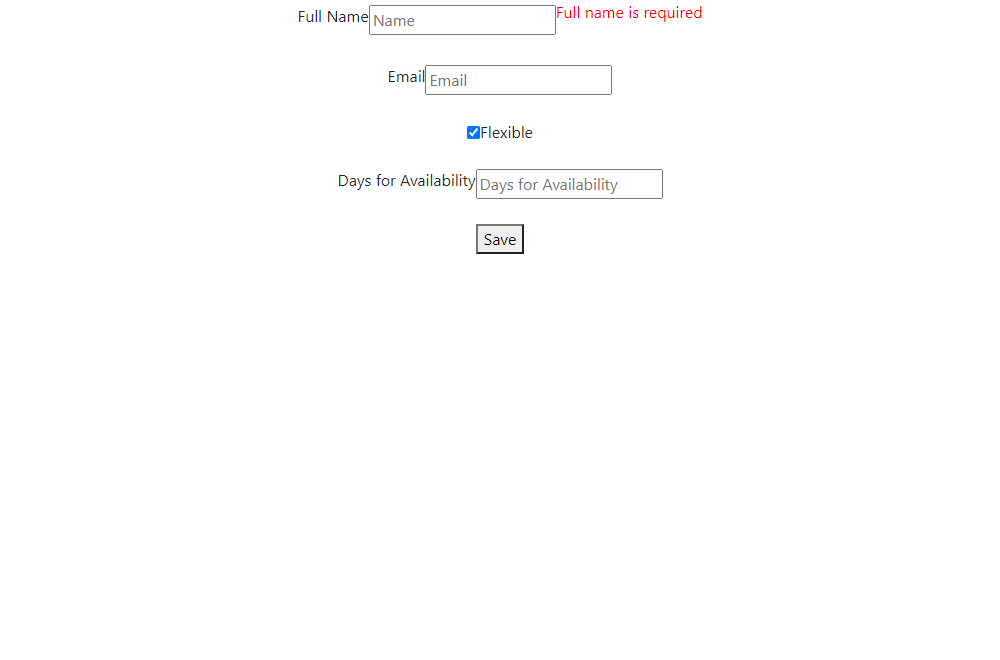 Full Name Name Full name is required
Email Email
Flexible
Days for Availability Days for Availability
Save